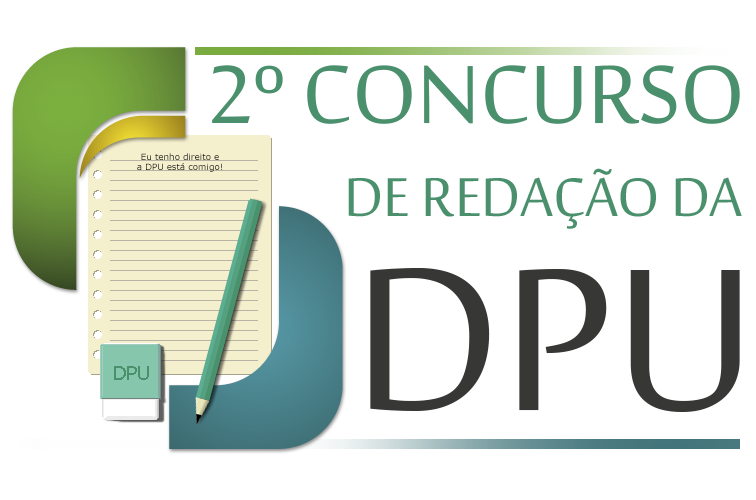 2º CONCURSO
DE REDAÇÃO DA
DPU
Eu tenho direito e
a DPU está comigo!
DPU